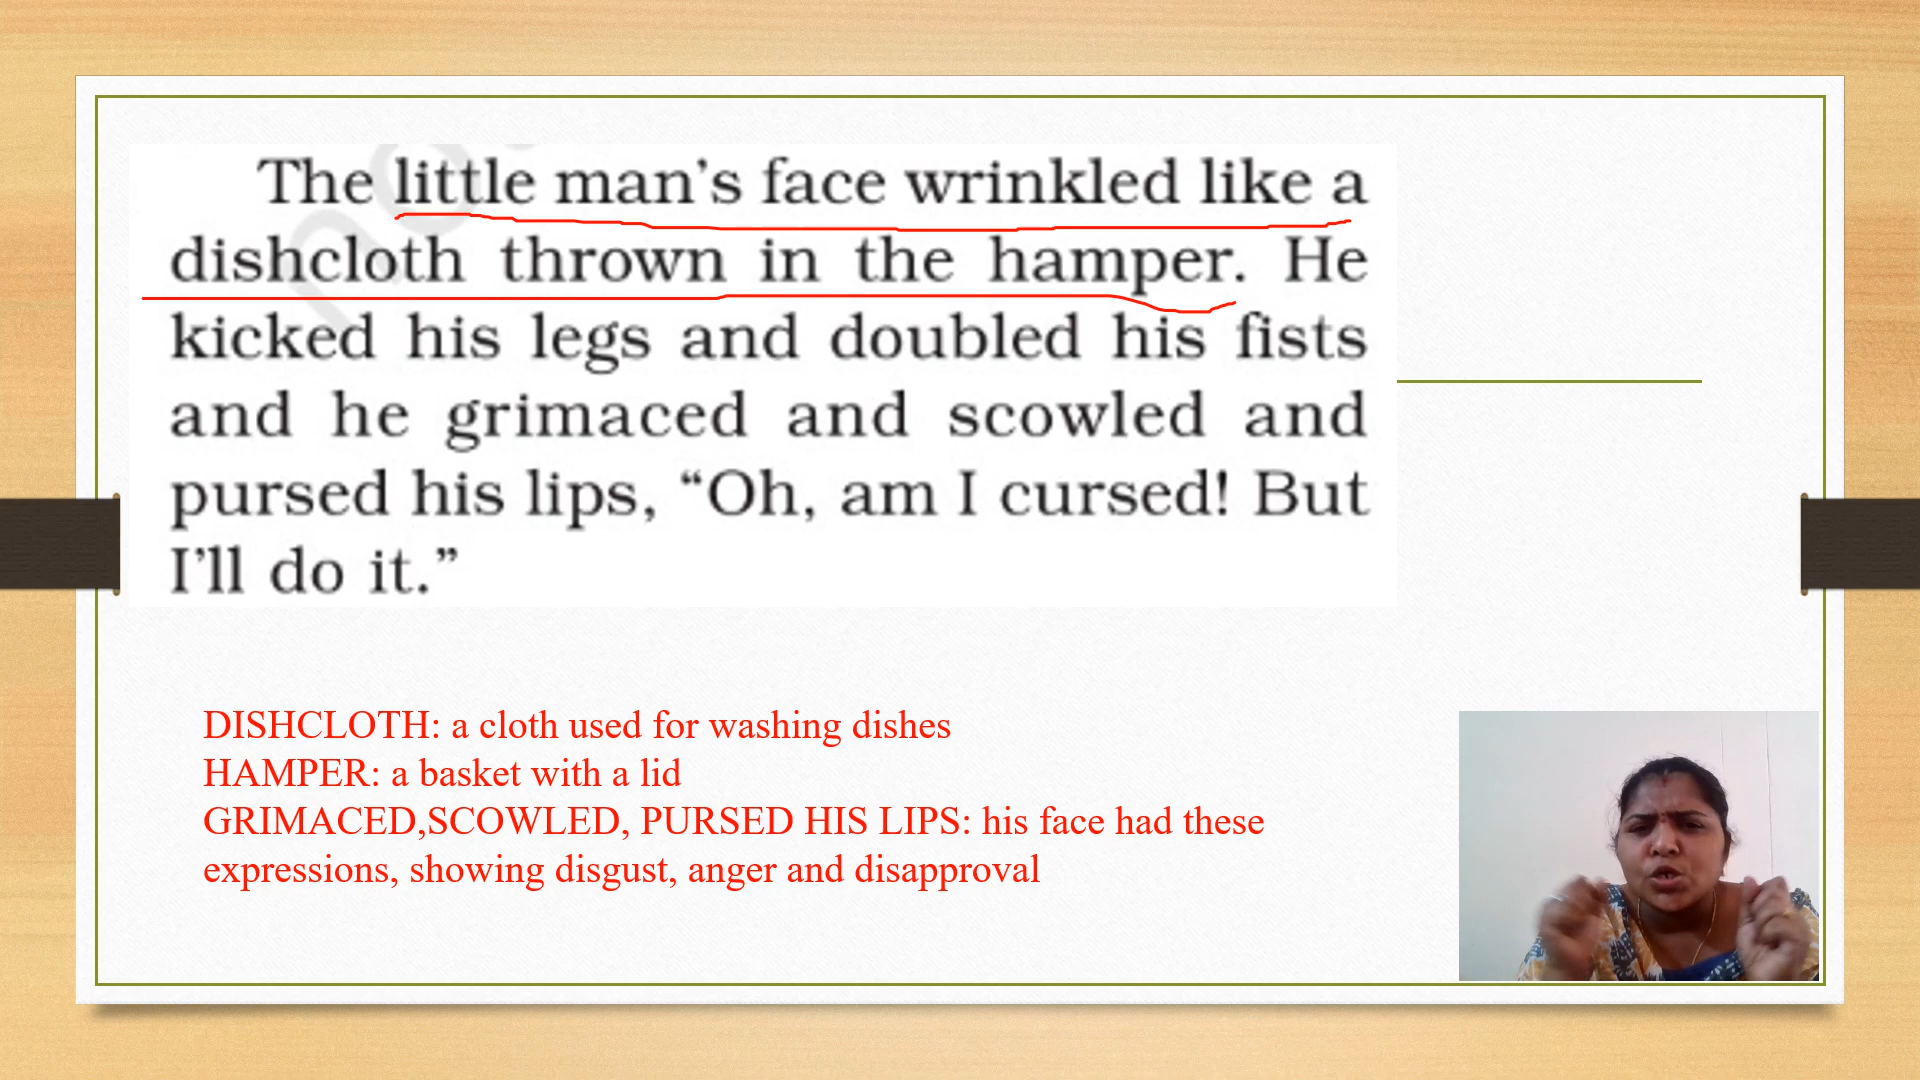 The little man's face wrinkled like a
dishcloth thrown in the hamper. He
kicked his legs and doubled his fists
and he grimaced and scowled and
pursed his lips, “Oh, am I cursed! But
I’ll do it.”
DISHCLOTH: a cloth used for washing dishes
HAMPER: a basket with a lid
GRIMACED,SCOWLED, PURSED HIS LIPS: his face had these
expressions, showing disgust, anger and disapproval